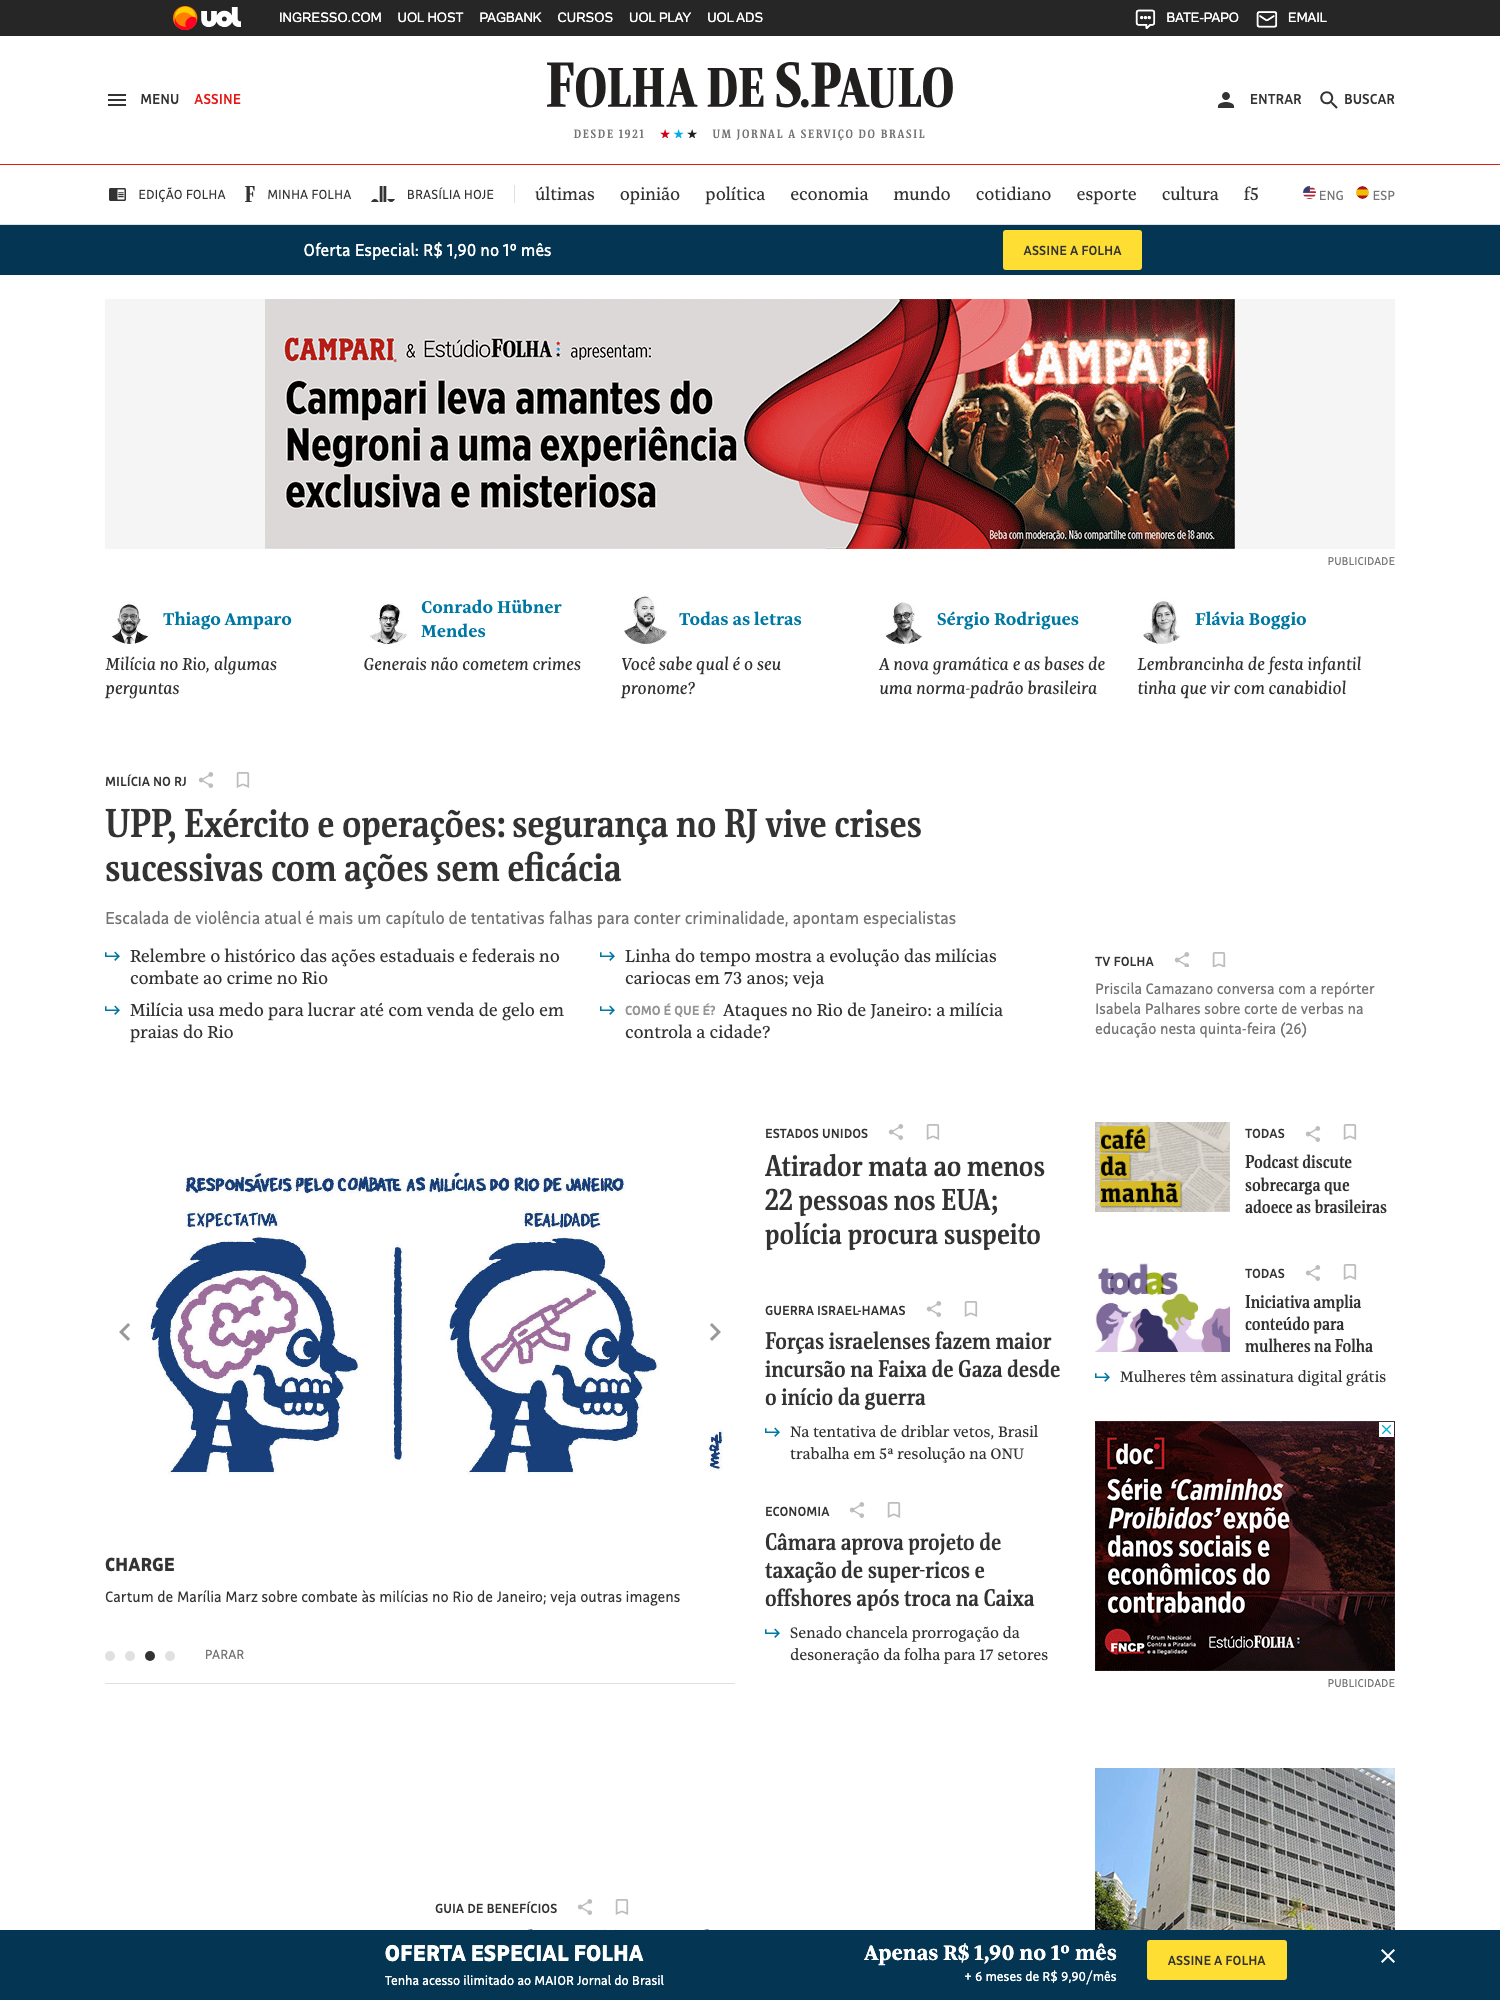 uol INGRESSO.COM UOL HOST PAGBANK CURSOS UOL PLAY UOL ADS BATE-PAPO EMAIL
MENU ASSINE FOLHA DE S.PAULO ENTRAR BUSCAR
DESDE 1921 ★★★ UM JORNAL A SERVIÇO DO BRASIL
EDIÇÃO FOLHA F MINHA FOLHA BRASÍLIA HOJE últimas opinião política economia mundo cotidiano esporte cultura f5 ENG ESP
Oferta Especial: R$ 1,90 no 1º mês ASSINE A FOLHA
CAMPARI & EstúdioFOLHA: apresentam:
Campari leva amantes do
Negroni a uma experiência
exclusiva e misteriosa
CAMPARI
Beba com moderação. Não compartilhe com menores de 18 anos.
PUBLICIDADE
Thiago Amparo
Milícia no Rio, algumas
perguntas
Conrado Hübner
Mendes
Generais não cometem crimes
Todas as letras
Você sabe qual é o seu
pronome?
Sérgio Rodrigues
A nova gramática e as bases de
uma norma-padrão brasileira
Flávia Boggio
Lembrancinha de festa infantil
tinha que vir com canabidiol
MILÍCIA NO RJ
UPP, Exército e operações: segurança no RJ vive crises
sucessivas com ações sem eficácia
Escalada de violência atual é mais um capítulo de tentativas falhas para conter criminalidade, apontam especialistas
Relembre o histórico das ações estaduais e federais no
combate ao crime no Rio
Milícia usa medo para lucrar até com venda de gelo em
praias do Rio
Linha do tempo mostra a evolução das milícias
cariocas em 73 anos; veja
COMO É QUE É? Ataques no Rio de Janeiro: a milícia
controla a cidade?
TV FOLHA
Priscila Camazano conversa com a repórter
Isabela Palhares sobre corte de verbas na
educação nesta quinta-feira (26)
RESPONSÁVEIS PELO COMBATE AS MILÍCIAS DO RIO DE JANEIRO
EXPECTATIVA REALIDADE
MARZ
CHARGE
Cartum de Marília Marz sobre combate às milícias no Rio de Janeiro; veja outras imagens
PARAR
ESTADOS UNIDOS
Atirador mata ao menos
22 pessoas nos EUA;
polícia procura suspeito
GUERRA ISRAEL-HAMAS
Forças israelenses fazem maior
incursão na Faixa de Gaza desde
o início da guerra
Na tentativa de driblar vetos, Brasil
trabalha em 5ª resolução na ONU
ECONOMIA
Câmara aprova projeto de
taxação de super-ricos e
offshores após troca na Caixa
Senado chancela prorrogação da
desoneração da folha para 17 setores
café
da
manhã
TODAS
Podcast discute
sobrecarga que
adoece as brasileiras
todas
TODAS
Iniciativa amplia
conteúdo para
mulheres na Folha
Mulheres têm assinatura digital grátis
[doc]
Série ‘Caminhos
Proibidos’ expõe
danos sociais e
econômicos do
contrabando
FNCP Fórum Nacional
Contra a Pirataria
e a Ilegalidade
EstúdioFOLHA:
PUBLICIDADE
GUIA DE BENEFÍCIOS
OFERTA ESPECIAL FOLHA
Tenha acesso ilimitado ao MAIOR Jornal do Brasil
Apenas R$ 1,90 no 1º mês
+ 6 meses de R$ 9,90/mês
ASSINE A FOLHA